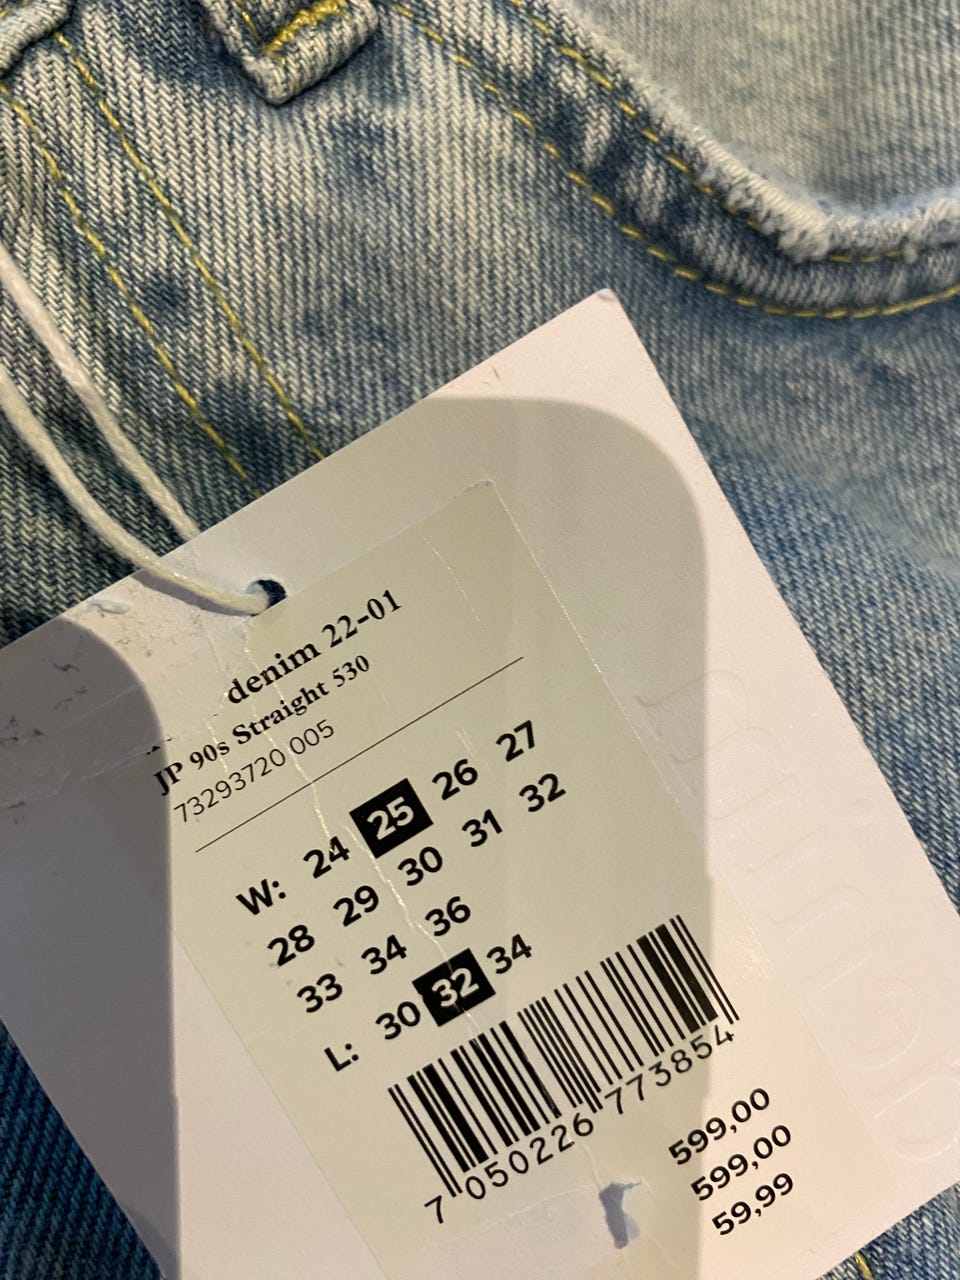 denim 22-01
JP 90s Straight 530
73293720 005
W: 24 25 26 27
28 29 30 31 32
33 34 36
L: 30 32 34
7 050226 773854
599,00
599,00
59,99